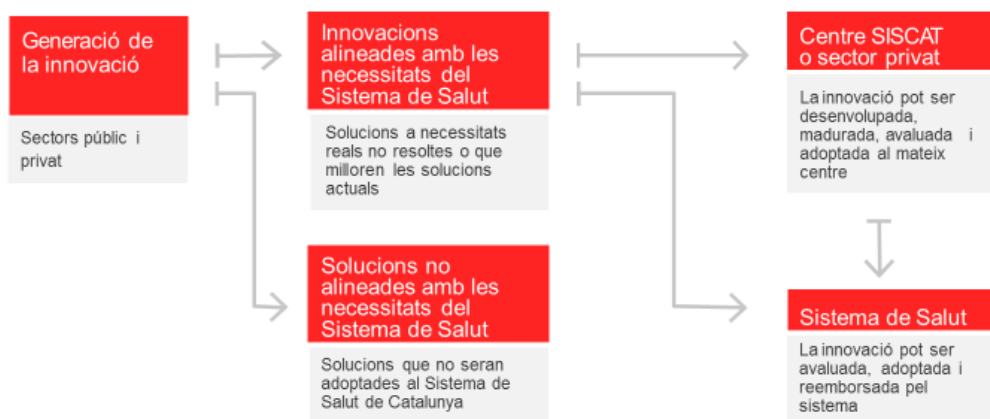 Generació de
la innovació
Sectors públic i
privat
Innovacions
alineades amb les
necessitats del
Sistema de Salut
Solucions a necessitats
reals no resoltes o que
milloren les solucions
actuals
Solucions no
alineades amb les
necessitats del
Sistema de Salut
Solucions que no seran
adoptades al Sistema de
Salut de Catalunya
Centre SISCAT
o sector privat
La innovació pot ser
desenvolupada,
madurada, avaluada i
adoptada al mateix
centre
Sistema de Salut
La innovació pot ser
avaluada, adoptada i
reemborsada pel
sistema